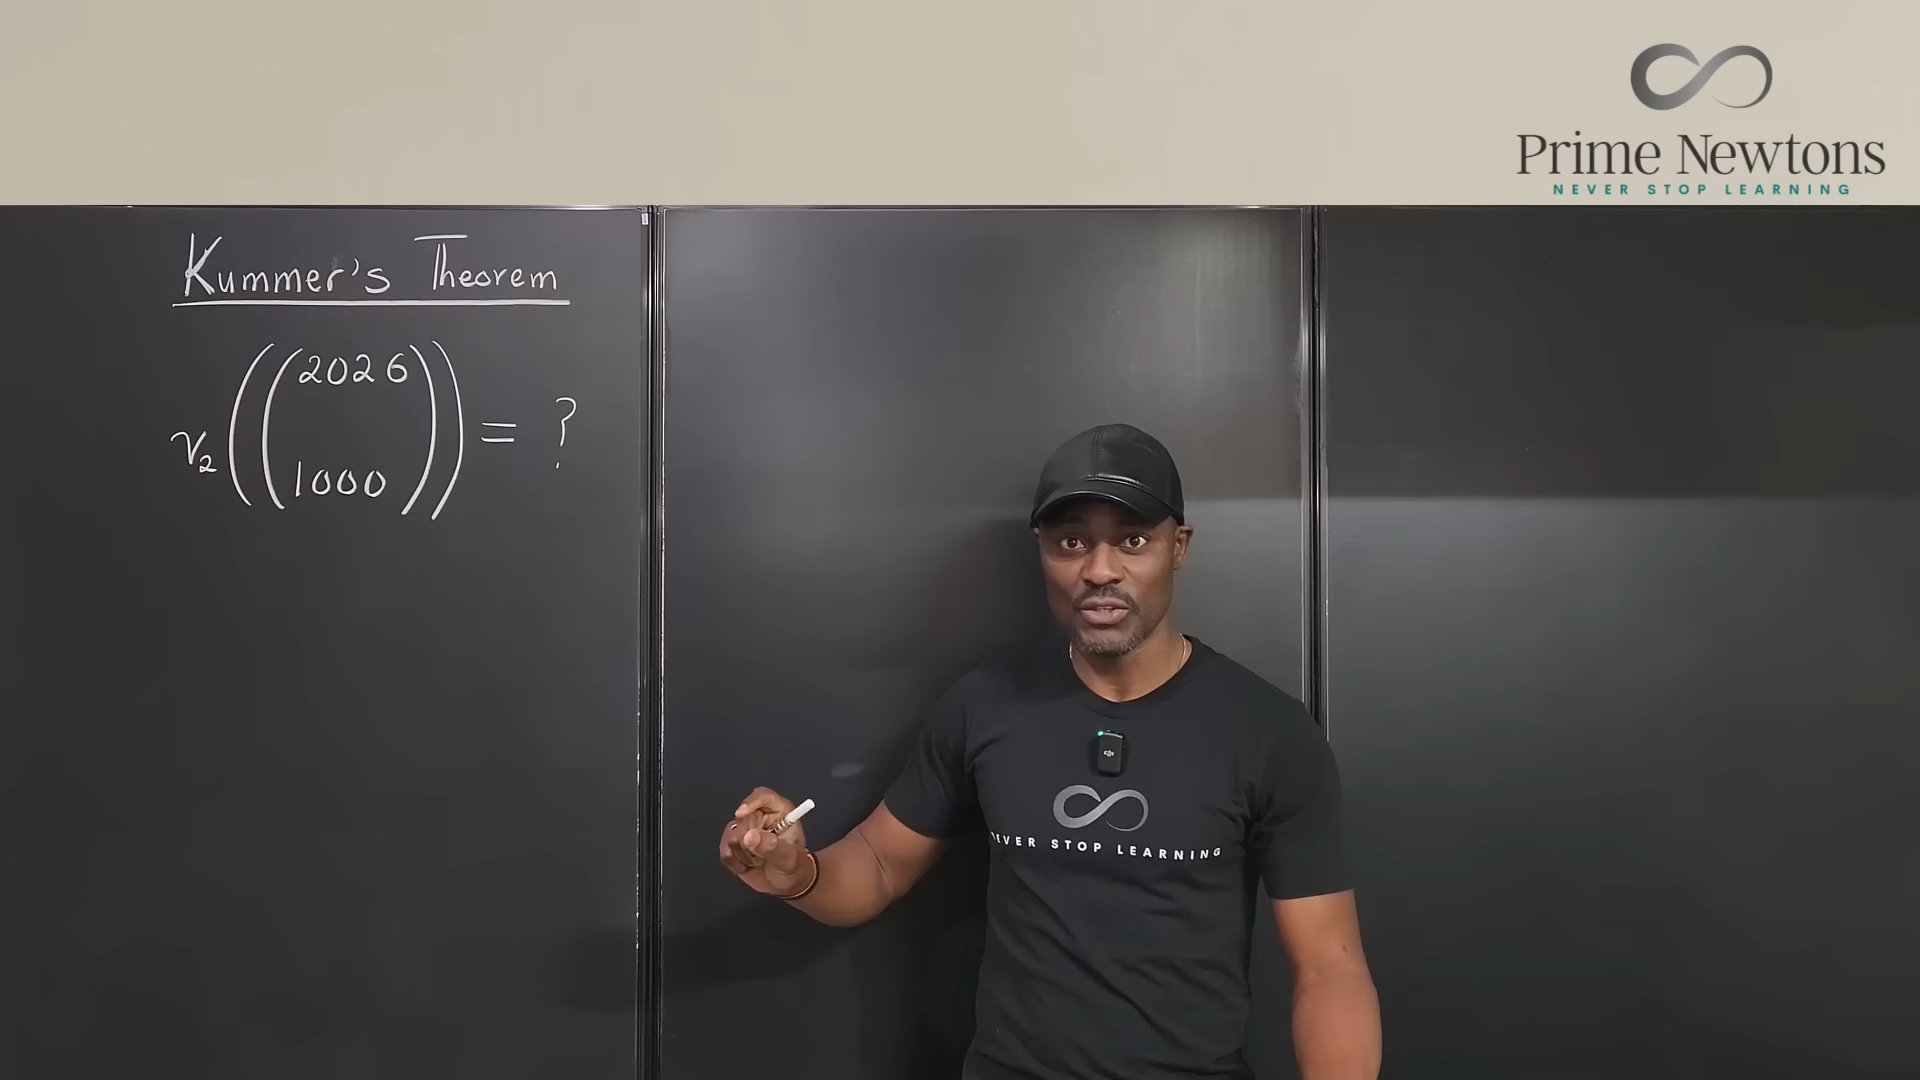 Prime Newtons
NEVER STOP LEARNING
Kummer's Theorem
ν₂((2026
1000)) = ?
NEVER STOP LEARNING